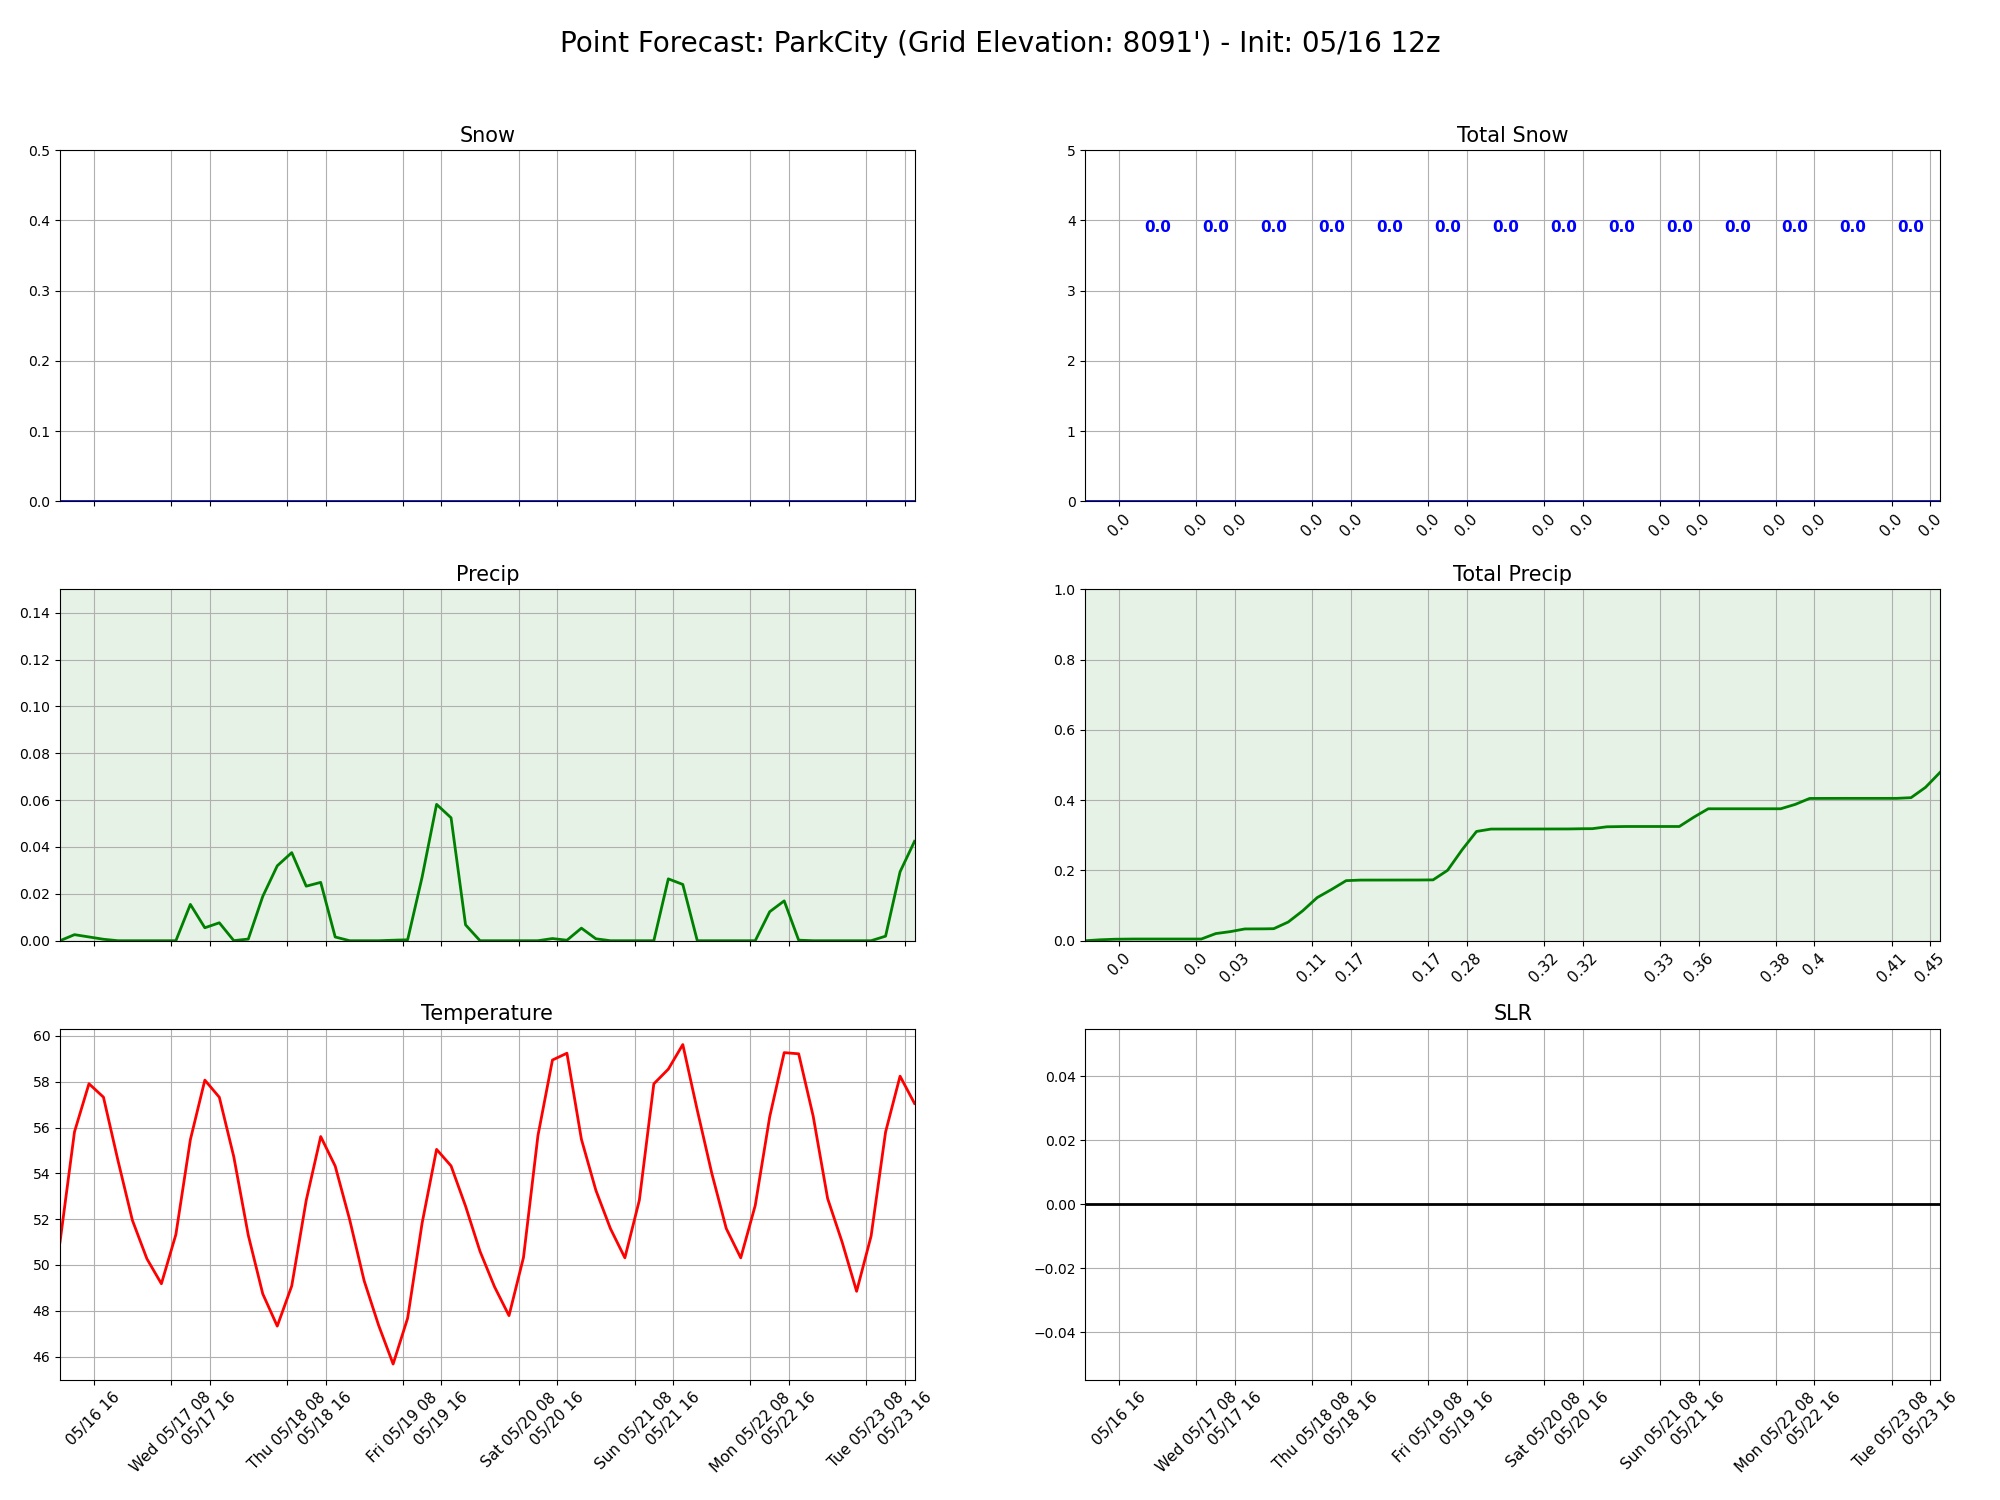 Point Forecast: ParkCity (Grid Elevation: 8091') - Init: 05/16 12z
Snow
0.5
0.4
0.3
0.2
0.1
0.0
Total Snow
5
4
3
2
1
0
0.0 0.0 0.0 0.0 0.0 0.0 0.0 0.0 0.0 0.0 0.0 0.0 0.0 0.0
0.0 0.0 0.0 0.0 0.0 0.0 0.0 0.0 0.0 0.0 0.0 0.0 0.0 0.0 0.0
Precip
0.14
0.12
0.10
0.08
0.06
0.04
0.02
0.00
Total Precip
1.0
0.8
0.6
0.4
0.2
0.0
0.0 0.0 0.03 0.11 0.17 0.17 0.28 0.32 0.32 0.33 0.36 0.38 0.4 0.41 0.45
Temperature
60
58
56
54
52
50
48
46
05/16 16
Wed 05/17 08
05/17 16
Thu 05/18 08
05/18 16
Fri 05/19 08
05/19 16
Sat 05/20 08
05/20 16
Sun 05/21 08
05/21 16
Mon 05/22 08
05/22 16
Tue 05/23 08
05/23 16
SLR
0.04
0.02
0.00
−0.02
−0.04
05/16 16
Wed 05/17 08
05/17 16
Thu 05/18 08
05/18 16
Fri 05/19 08
05/19 16
Sat 05/20 08
05/20 16
Sun 05/21 08
05/21 16
Mon 05/22 08
05/22 16
Tue 05/23 08
05/23 16